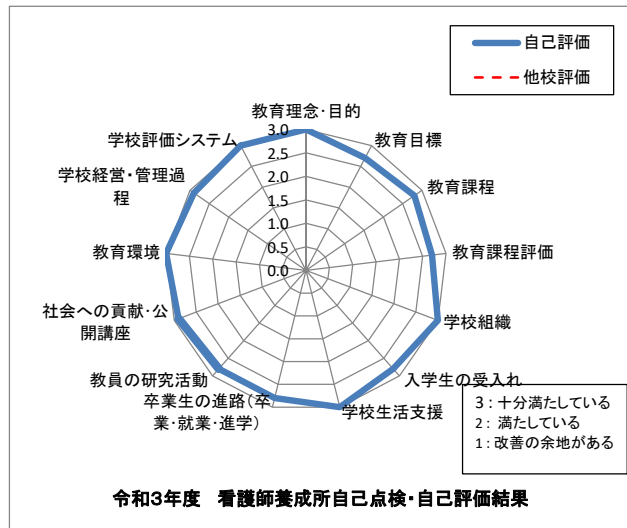 自己評価
他校評価
教育理念・目的
教育目標
教育課程
教育課程評価
学校組織
入学生の受入れ
学校生活支援
卒業生の進路(卒
業・就業・進学)
教員の研究活動
社会への貢献・公
開講座
教育環境
学校経営・管理過
程
学校評価システム
3.0
2.5
2.0
1.5
1.0
0.5
0.0
3:十分満たしている
2:満たしている
1:改善の余地がある
令和3年度 看護師養成所自己点検・自己評価結果